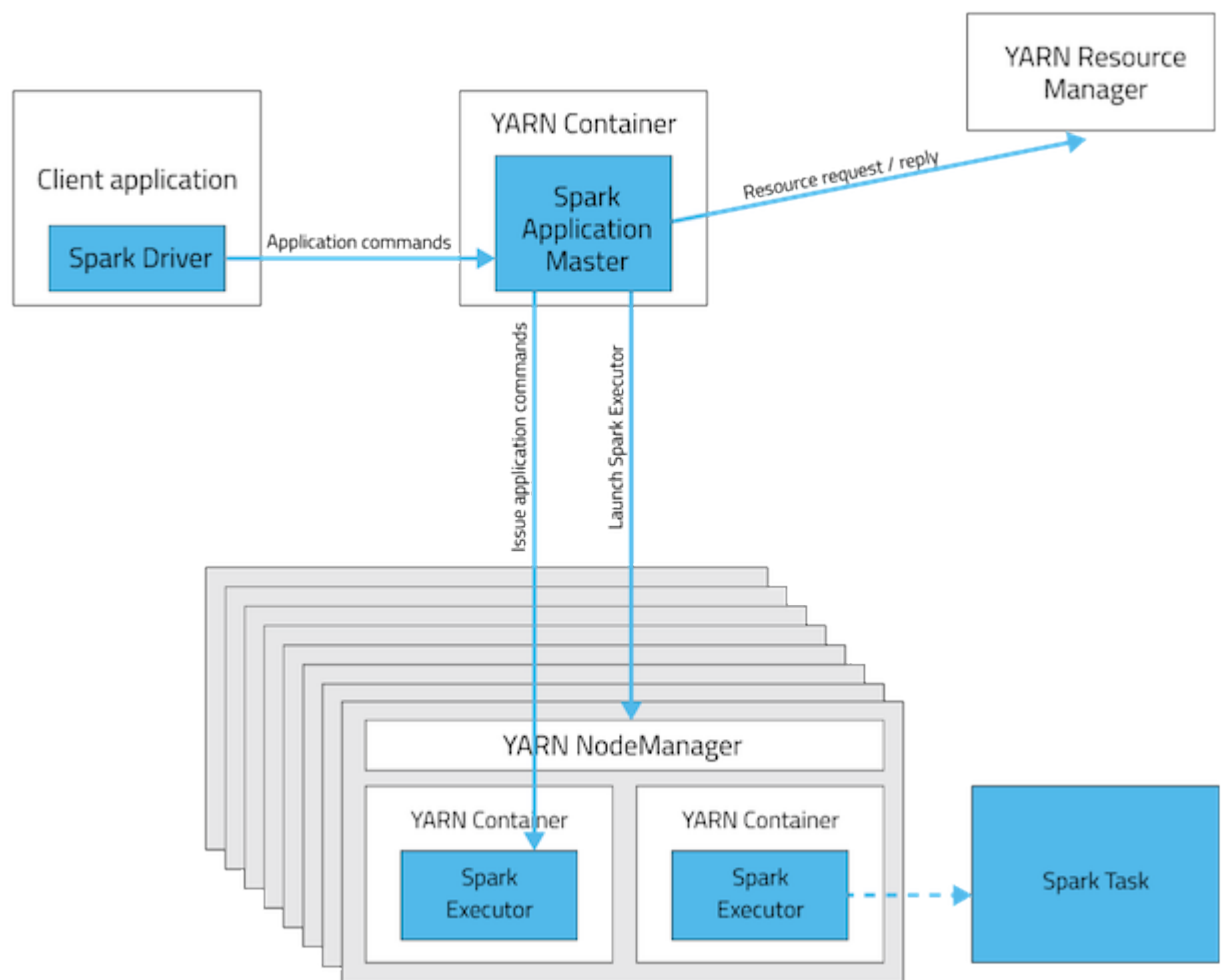 YARN Resource
Manager
YARN Container
Client application
Spark
Application
Master
Resource request / reply
Spark Driver
Application commands
Issue application commands
Launch Spark Executor
YARN NodeManager
YARN Container
YARN Container
Spark
Executor
Spark
Executor
Spark Task